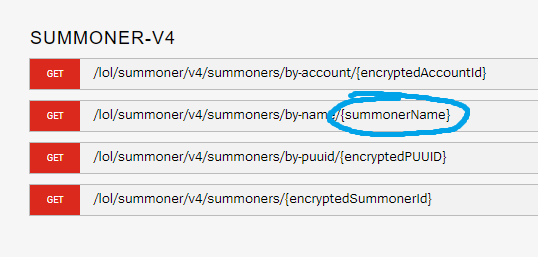 SUMMONER-V4
GET /lol/summoner/v4/summoners/by-account/{encryptedAccountId}
GET /lol/summoner/v4/summoners/by-name/{summonerName}
GET /lol/summoner/v4/summoners/by-puuid/{encryptedPUUID}
GET /lol/summoner/v4/summoners/{encryptedSummonerId}